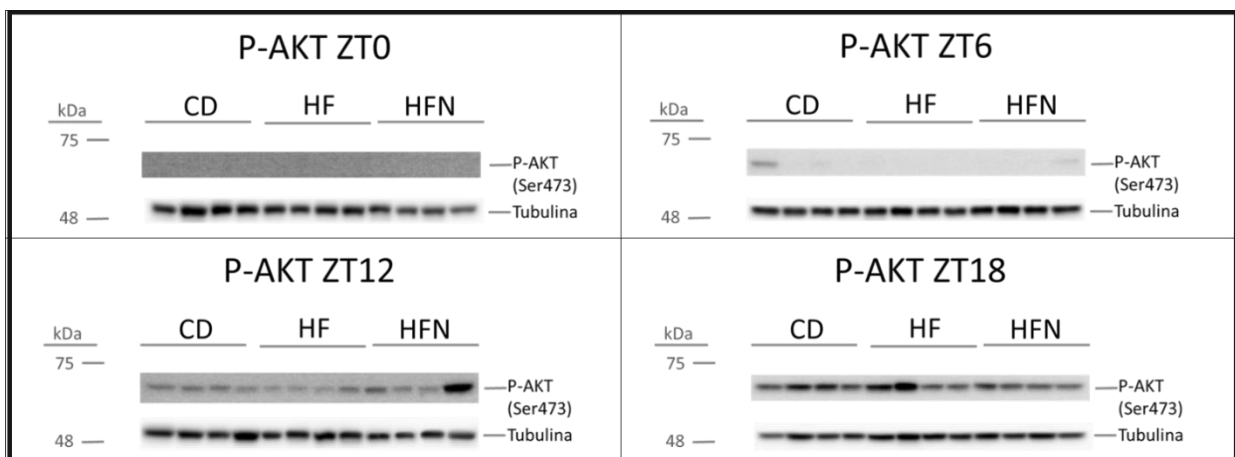 P-AKT ZT0
kDa CD HF HFN
75
P-AKT
(Ser473)
48 Tubulina
P-AKT ZT6
kDa CD HF HFN
75
P-AKT
(Ser473)
48 Tubulina
P-AKT ZT12
kDa CD HF HFN
75
P-AKT
(Ser473)
48 Tubulina
P-AKT ZT18
kDa CD HF HFN
75
P-AKT
(Ser473)
48 Tubulina